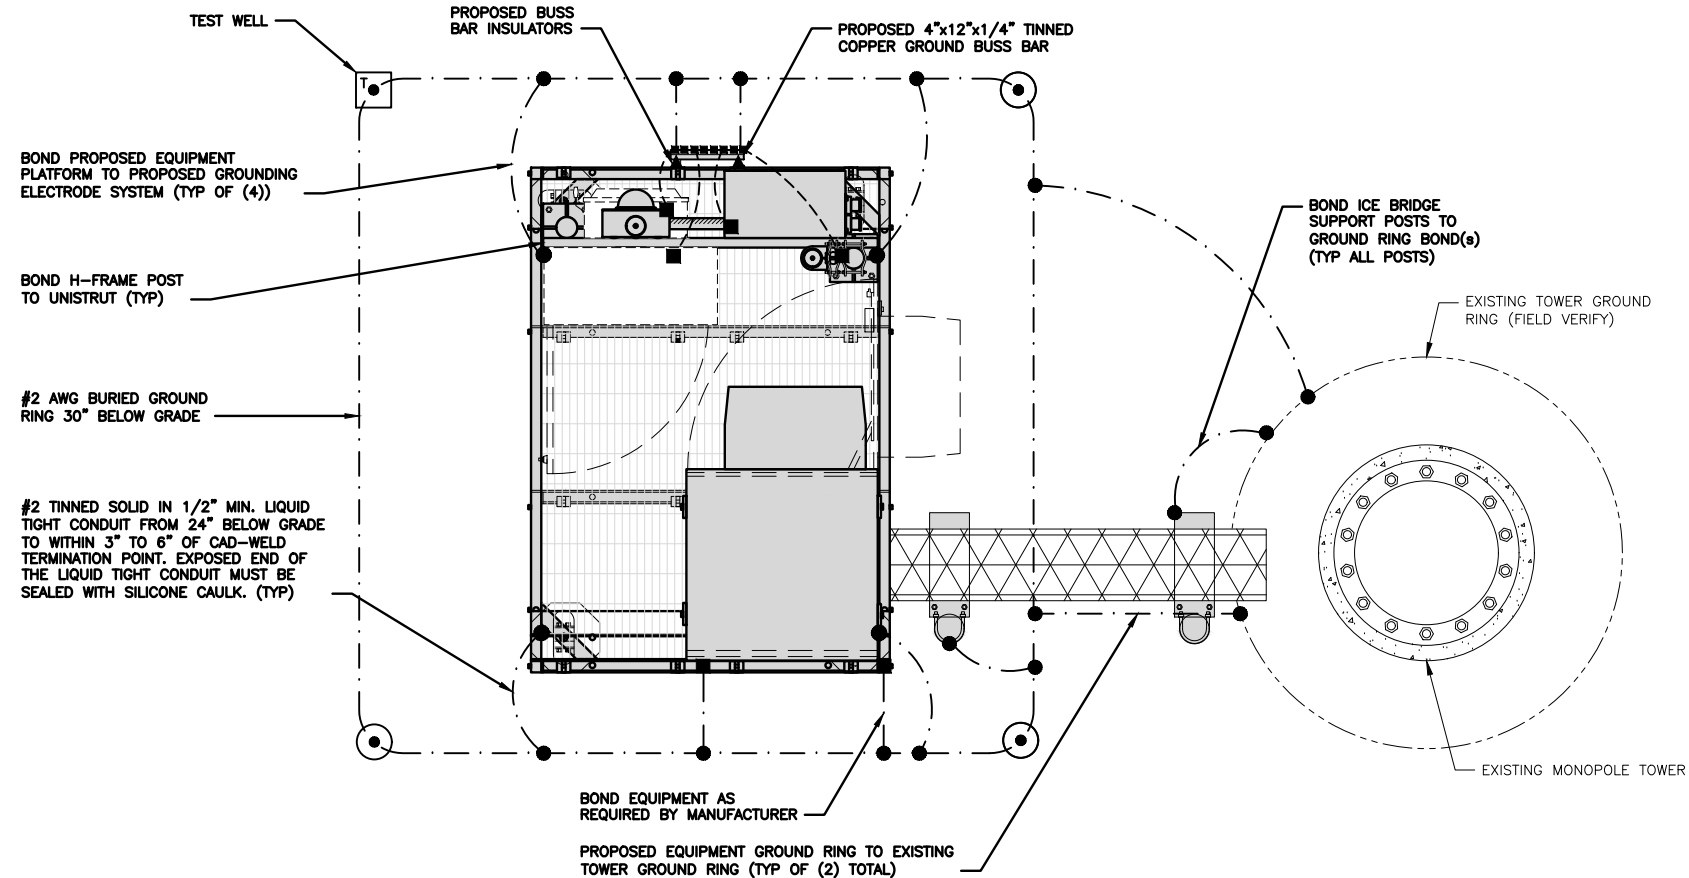 TEST WELL
PROPOSED BUSS
BAR INSULATORS
PROPOSED 4"x12"x1/4" TINNED
COPPER GROUND BUSS BAR
T
BOND PROPOSED EQUIPMENT
PLATFORM TO PROPOSED GROUNDING
ELECTRODE SYSTEM (TYP OF (4))
BOND ICE BRIDGE
SUPPORT POSTS TO
GROUND RING BOND(s)
(TYP ALL POSTS)
BOND H-FRAME POST
TO UNISTRUT (TYP)
EXISTING TOWER GROUND
RING (FIELD VERIFY)
#2 AWG BURIED GROUND
RING 30" BELOW GRADE
#2 TINNED SOLID IN 1/2" MIN. LIQUID
TIGHT CONDUIT FROM 24" BELOW GRADE
TO WITHIN 3" TO 6" OF CAD-WELD
TERMINATION POINT. EXPOSED END OF
THE LIQUID TIGHT CONDUIT MUST BE
SEALED WITH SILICONE CAULK. (TYP)
EXISTING MONOPOLE TOWER
BOND EQUIPMENT AS
REQUIRED BY MANUFACTURER
PROPOSED EQUIPMENT GROUND RING TO EXISTING
TOWER GROUND RING (TYP OF (2) TOTAL)